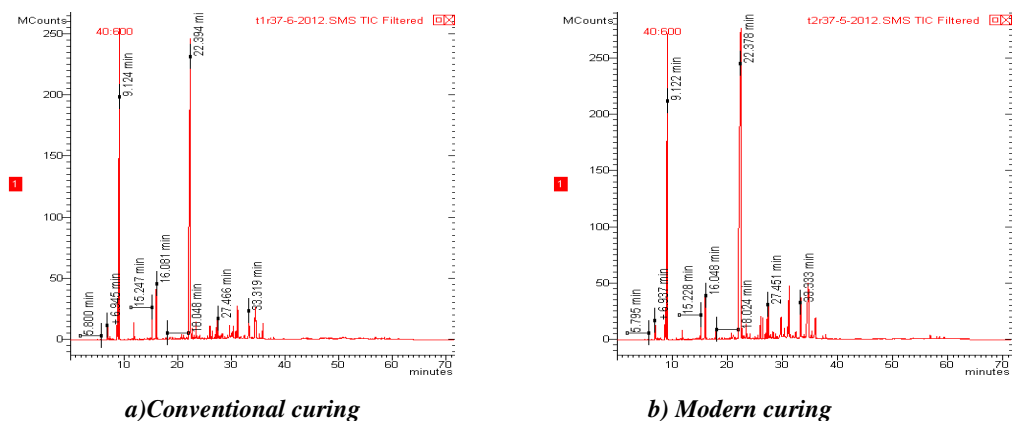 MCounts t1r37-6-2012.SMS TIC Filtered
40:600
250
200
150
100
50
0
9.124 min
22.394 mi
5.800 min
6.945 min
15.247 min
16.081 min
18.048 min
27.466 min
33.319 min
1
10 20 30 40 50 60 70
minutes
a)Conventional curing
MCounts t2r37-5-2012.SMS TIC Filtered
40:600
250
200
150
100
50
0
9.122 min
22.378 min
5.795 min
6.937 min
15.228 min
16.048 min
18.024 min
27.451 min
33.333 min
1
10 20 30 40 50 60 70
minutes
b) Modern curing